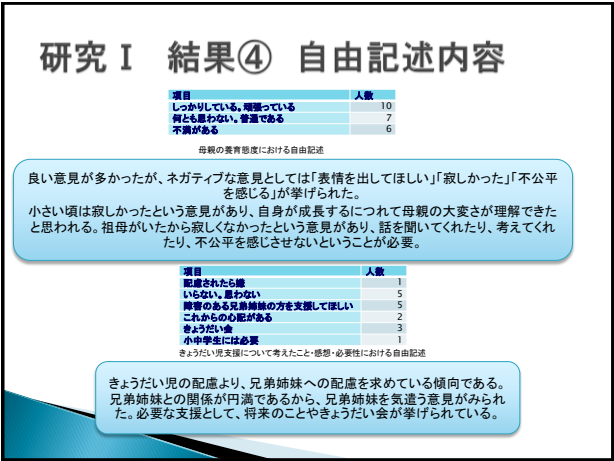 研究Ⅰ　結果④　自由記述内容
項目 人数
しっかりしている。頑張っている 10
何とも思わない。普通である 7
不満がある 6
母親の養育態度における自由記述
良い意見が多かったが、ネガティブな意見としては「表情を出してほしい」「寂しかった」「不公平
を感じる」が挙げられた。
小さい頃は寂しかったという意見があり、自身が成長するにつれて母親の大変さが理解できた
と思われる。祖母がいたから寂しくなかったという意見があり、話を聞いてくれたり、考えてくれ
たり、不公平を感じさせないということが必要。
項目 人数
配慮されたら嫌 1
いらない。思わない 5
障害のある兄弟姉妹の方を支援してほしい 5
これからの心配がある 2
きょうだい会 3
小中学生には必要 1
きょうだい児支援について考えたこと・感想・必要性における自由記述
きょうだい児の配慮より、兄弟姉妹への配慮を求めている傾向である。
兄弟姉妹との関係が円満であるから、兄弟姉妹を気遣う意見がみられ
た。必要な支援として、将来のことやきょうだい会が挙げられている。